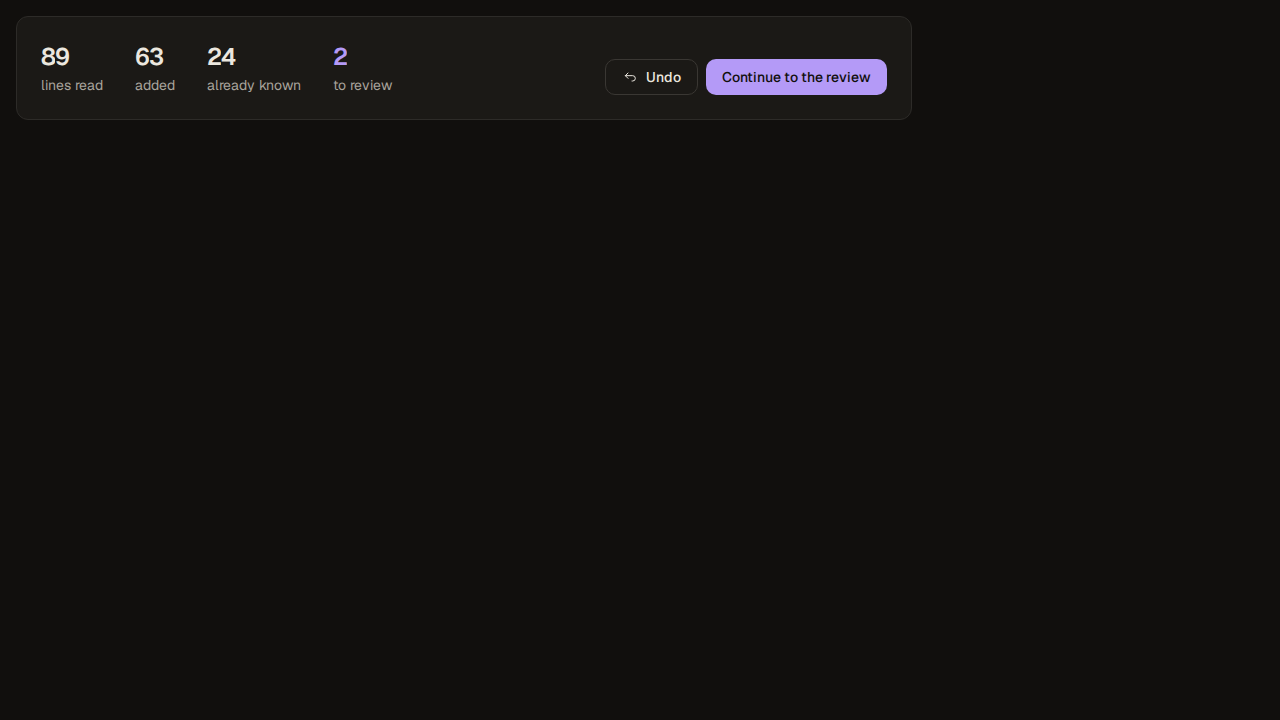 89
lines read
63
added
24
already known
2
to review
Undo
Continue to the review